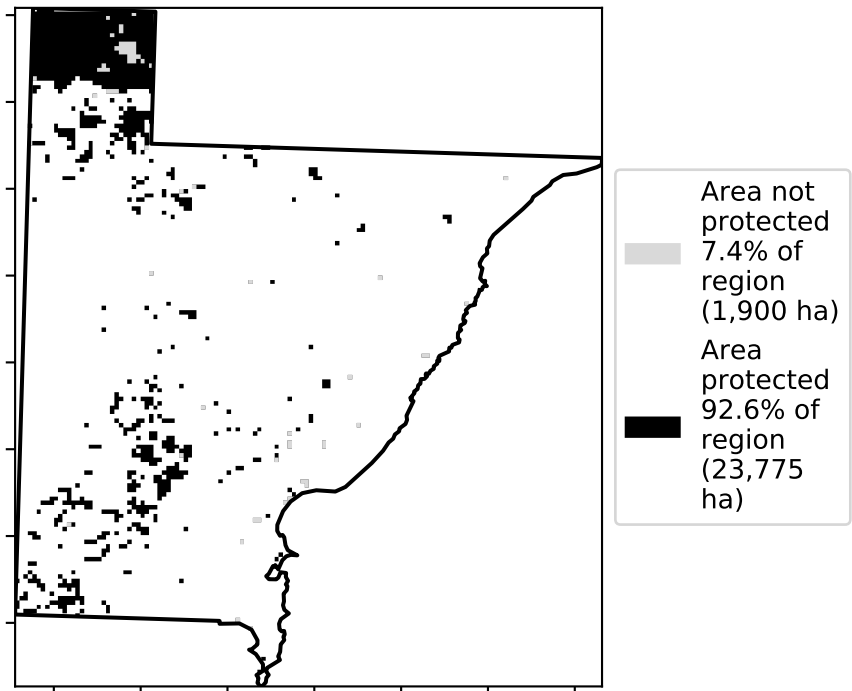 Area not
protected
7.4% of
region
(1,900 ha)
Area
protected
92.6% of
region
(23,775
ha)